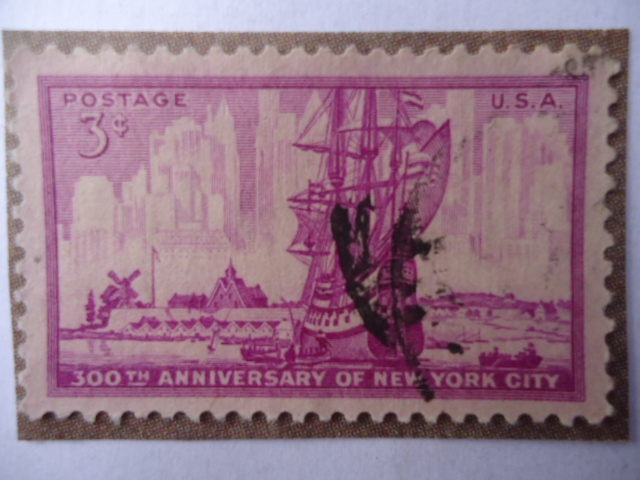 POSTAGE U.S.A.
3¢
300TH ANNIVERSARY OF NEW YORK CITY